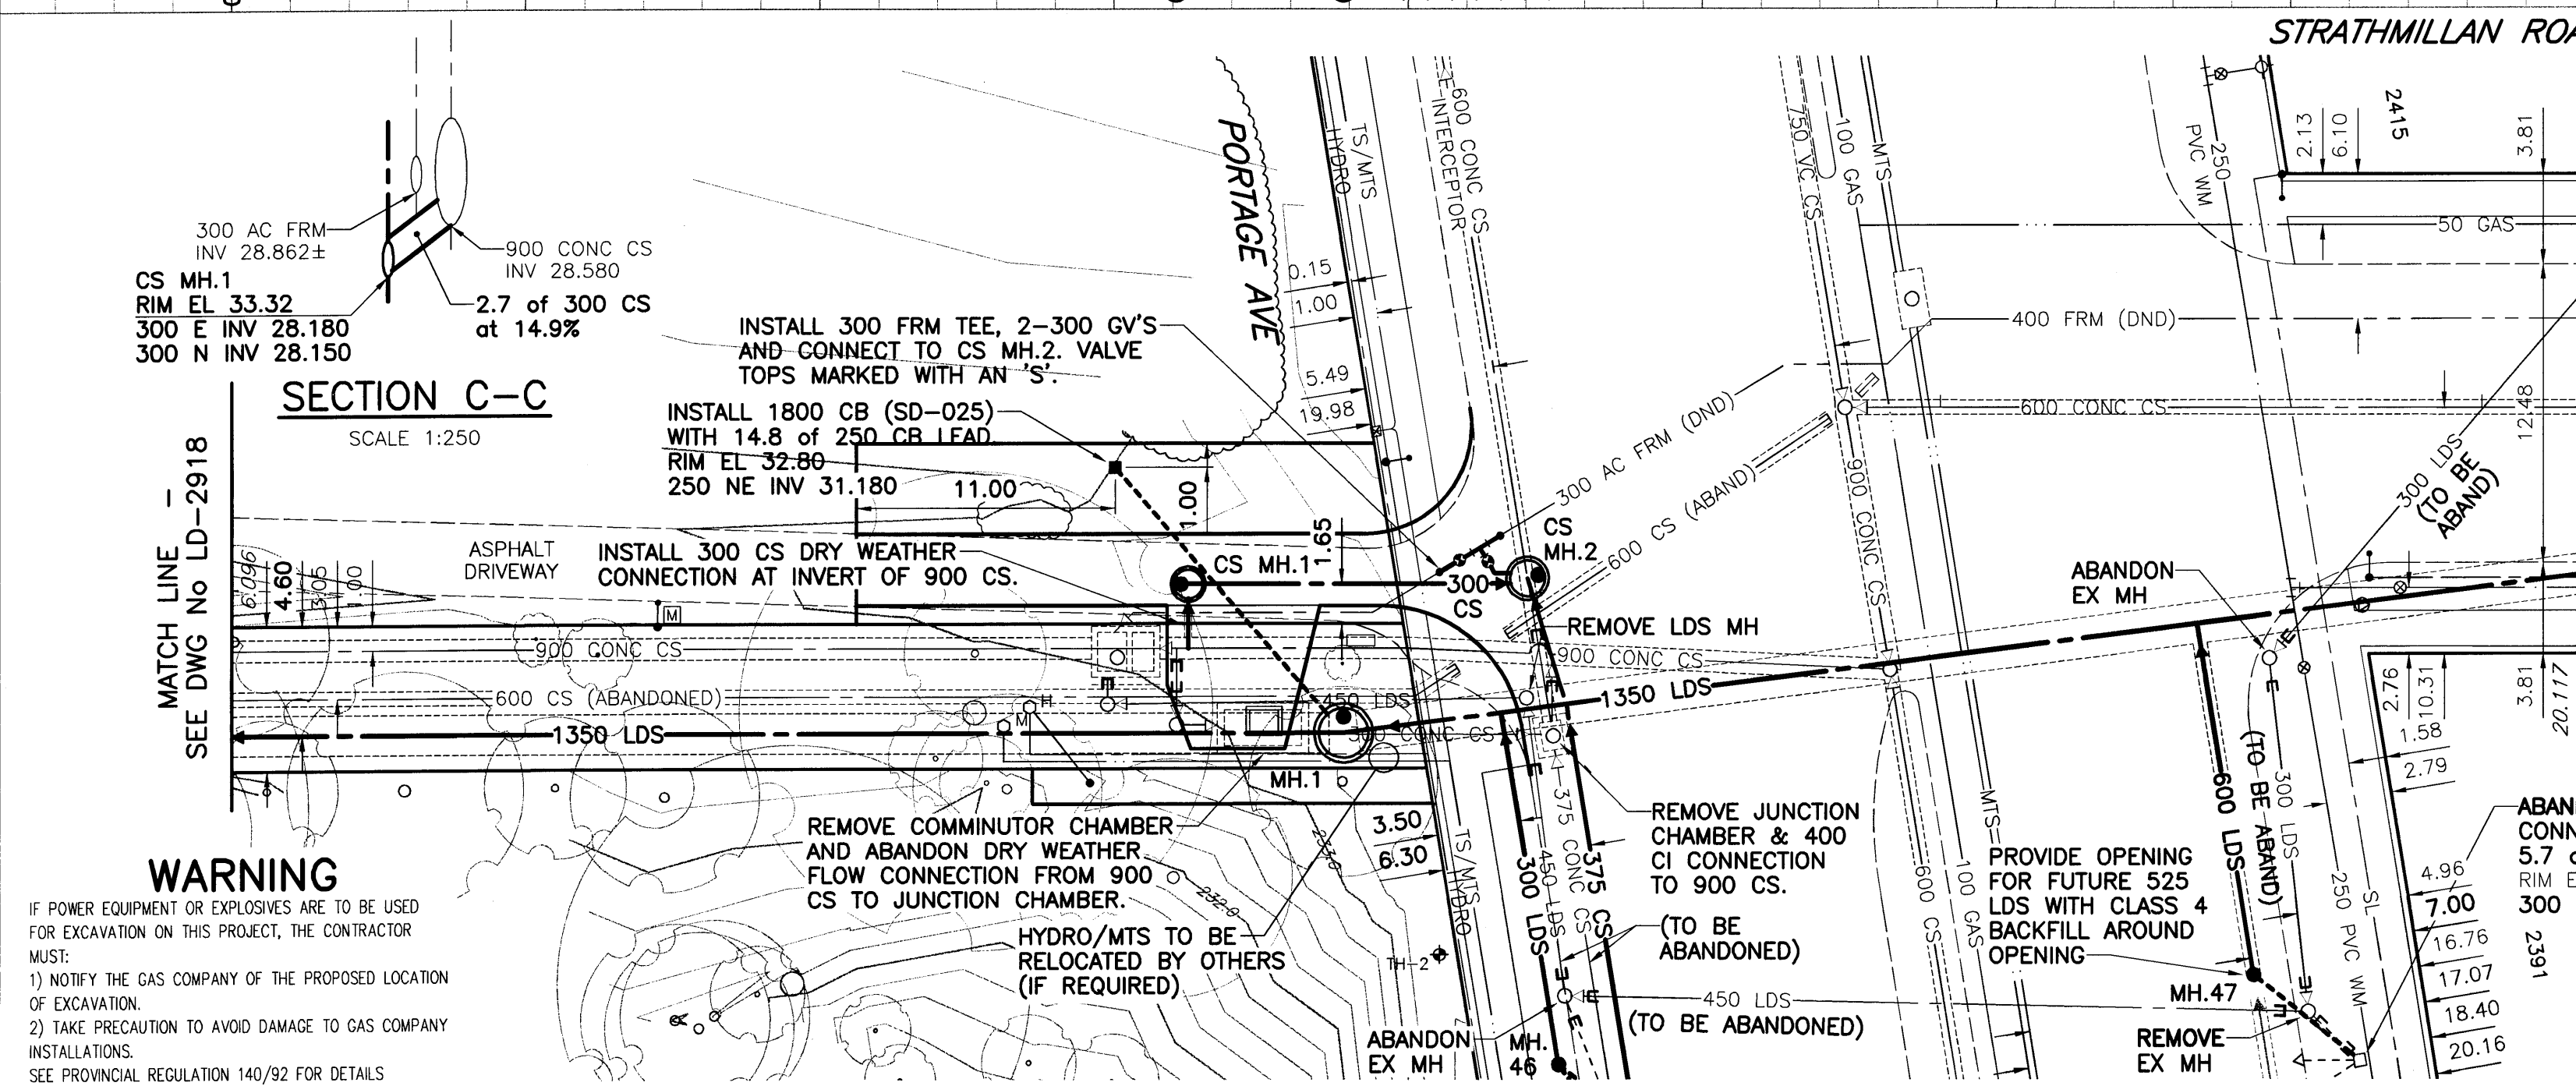 STRATHMILLAN
300 AC FRM
INV 28.862±
900 CONC CS
INV 28.580
CS MH.1
RIM EL 33.32
300 E INV 28.180
300 N INV 28.150
2.7 of 300 CS
at 14.9%
SECTION C-C
SCALE 1:250
INSTALL 300 FRM TEE, 2-300 GV'S
AND CONNECT TO CS MH.2. VALVE
TOPS MARKED WITH AN 'S'.
INSTALL 1800 CB (SD-025)
WITH 14.8 of 250 CB LEAD
RIM EL 32.80
250 NE INV 31.180
11.00
1.00
1.65
PORTAGE AVE
0.15
1.00
5.49
19.98
TS/MTS
HYDRO
600 CONC CS
INTERCEPTOR
750 VC CS
100 GAS
MTS
250
PVC WM
2415
2.13
6.10
3.81
50 GAS
400 FRM (DND)
600 CONC CS
12.48
300 AC FRM (DND)
600 CS (ABAND)
900 CONC CS
300 LDS
(TO BE
ABAND)
MATCH LINE -
SEE DWG No LD-2918
6.096
4.60
3.05
1.00
ASPHALT
DRIVEWAY
INSTALL 300 CS DRY WEATHER
CONNECTION AT INVERT OF 900 CS.
CS MH.1
CS
MH.2
300
CS
REMOVE LDS MH
ABANDON
EX MH
900 CONC CS
900 CONC CS
600 CS (ABANDONED)
450 LDS
1350 LDS
1350 LDS
300 CONC CS
M
H
M
MH.1
E
REMOVE COMMINUTOR CHAMBER
AND ABANDON DRY WEATHER
FLOW CONNECTION FROM 900
CS TO JUNCTION CHAMBER.
HYDRO/MTS TO BE
RELOCATED BY OTHERS
(IF REQUIRED)
3.50
6.30
233.0
232.0
TH-2
TS/MTS
HYDRO
300 LDS
450 LDS
375 CONC CS
375 CS
REMOVE JUNCTION
CHAMBER & 400
CI CONNECTION
TO 900 CS.
(TO BE
ABANDONED)
450 LDS
(TO BE ABANDONED)
ABANDON
EX MH
MH.
46
600 CS
100 GAS
MTS
PROVIDE OPENING
FOR FUTURE 525
LDS WITH CLASS 4
BACKFILL AROUND
OPENING
600 LDS
(TO BE ABAND)
300 LDS
MH.47
REMOVE
EX MH
250 PVC WM
SL
2.76
10.31
1.58
2.79
3.81
20.117
4.96
7.00
16.76
17.07
18.40
20.16
5.7
RIM
300
2391
WARNING
IF POWER EQUIPMENT OR EXPLOSIVES ARE TO BE USED
FOR EXCAVATION ON THIS PROJECT, THE CONTRACTOR
MUST:
1) NOTIFY THE GAS COMPANY OF THE PROPOSED LOCATION
OF EXCAVATION.
2) TAKE PRECAUTION TO AVOID DAMAGE TO GAS COMPANY
INSTALLATIONS.
SEE PROVINCIAL REGULATION 140/92 FOR DETAILS